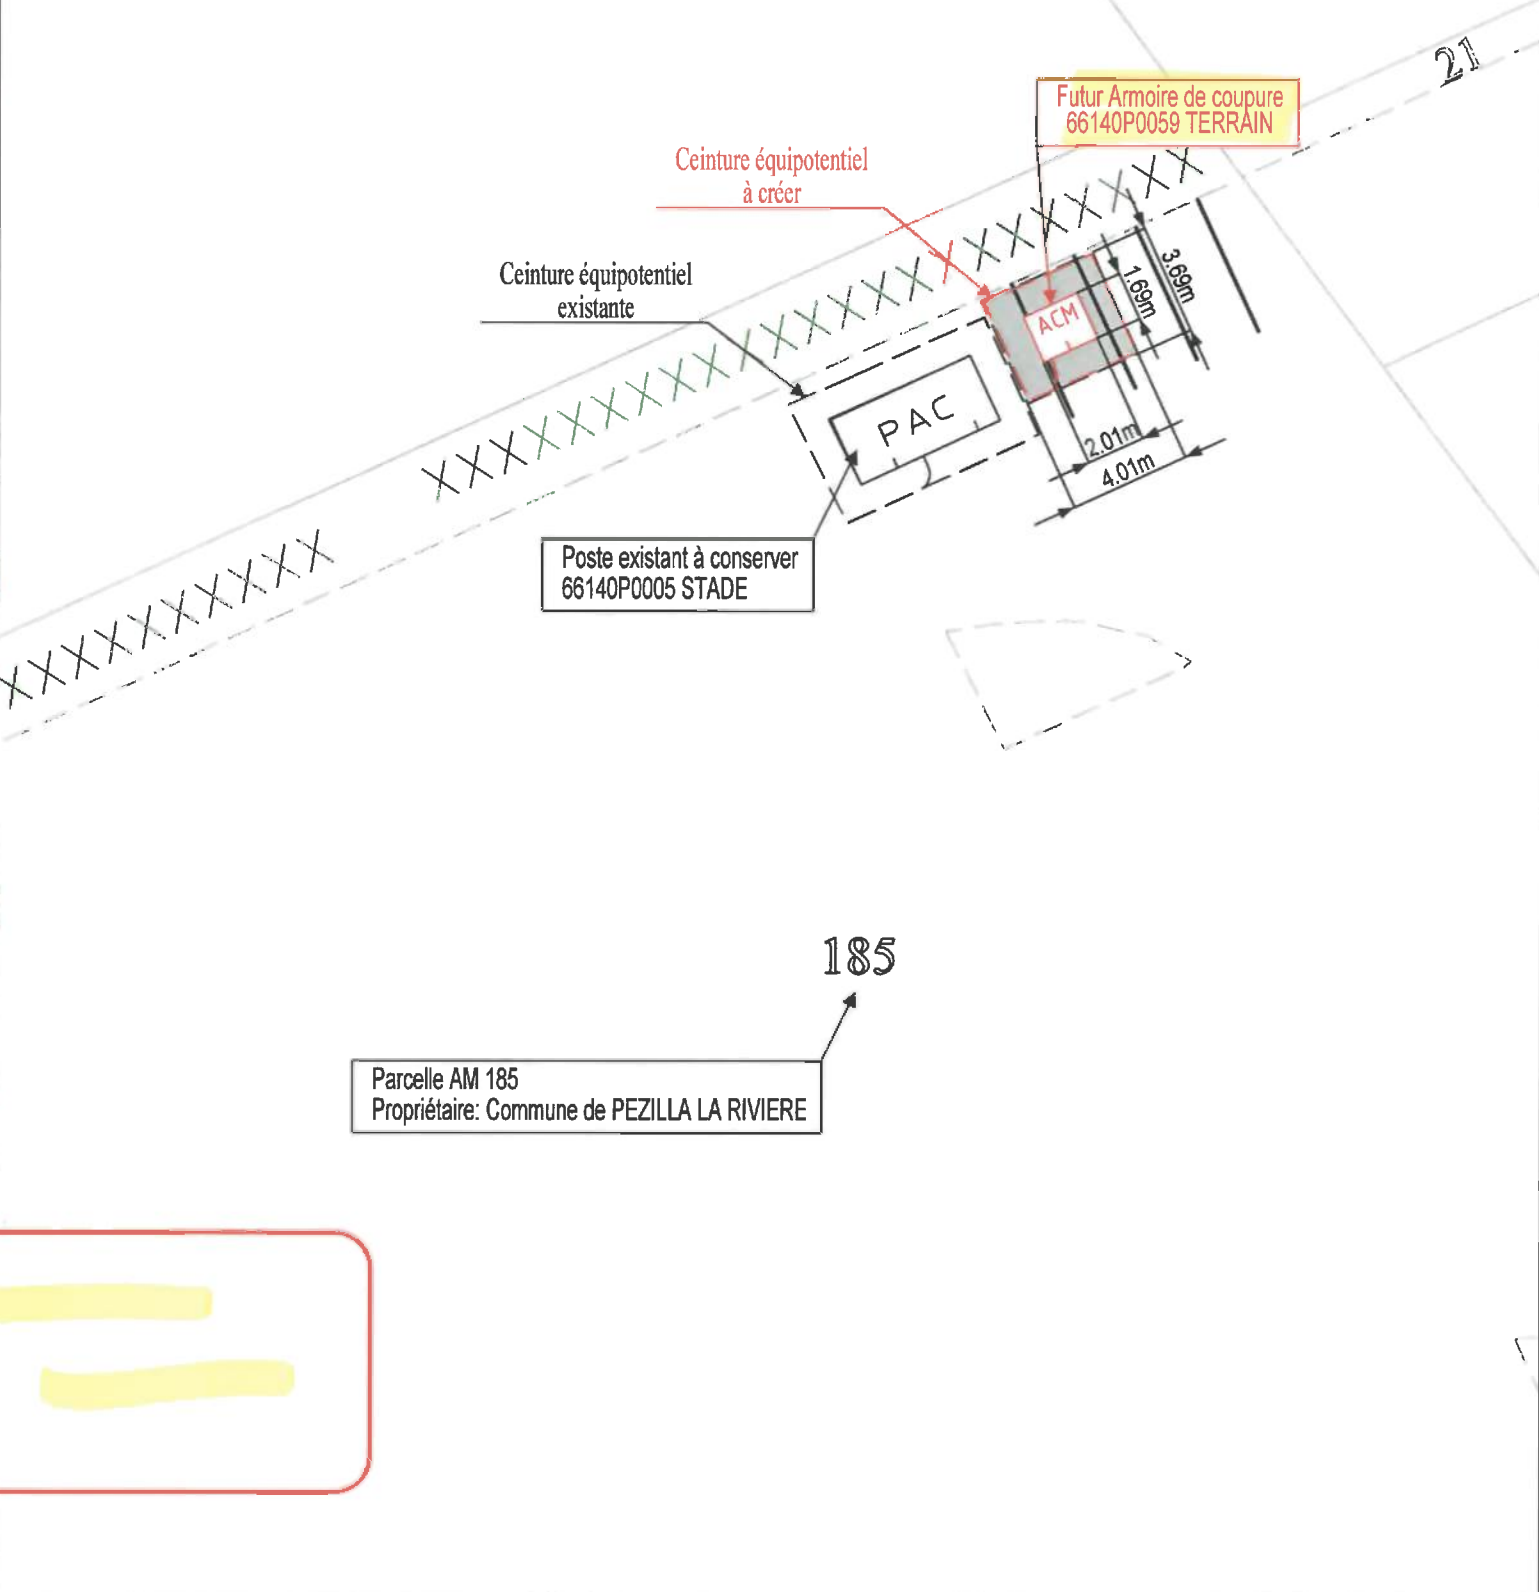 21
Futur Armoire de coupure
66140P0059 TERRAIN
Ceinture équipotentiel
à créer
Ceinture équipotentiel
existante
ACM
1.69m
3.69m
PAC
2.01m
4.01m
Poste existant à conserver
66140P0005 STADE
185
Parcelle AM 185
Propriétaire: Commune de PEZILLA LA RIVIERE